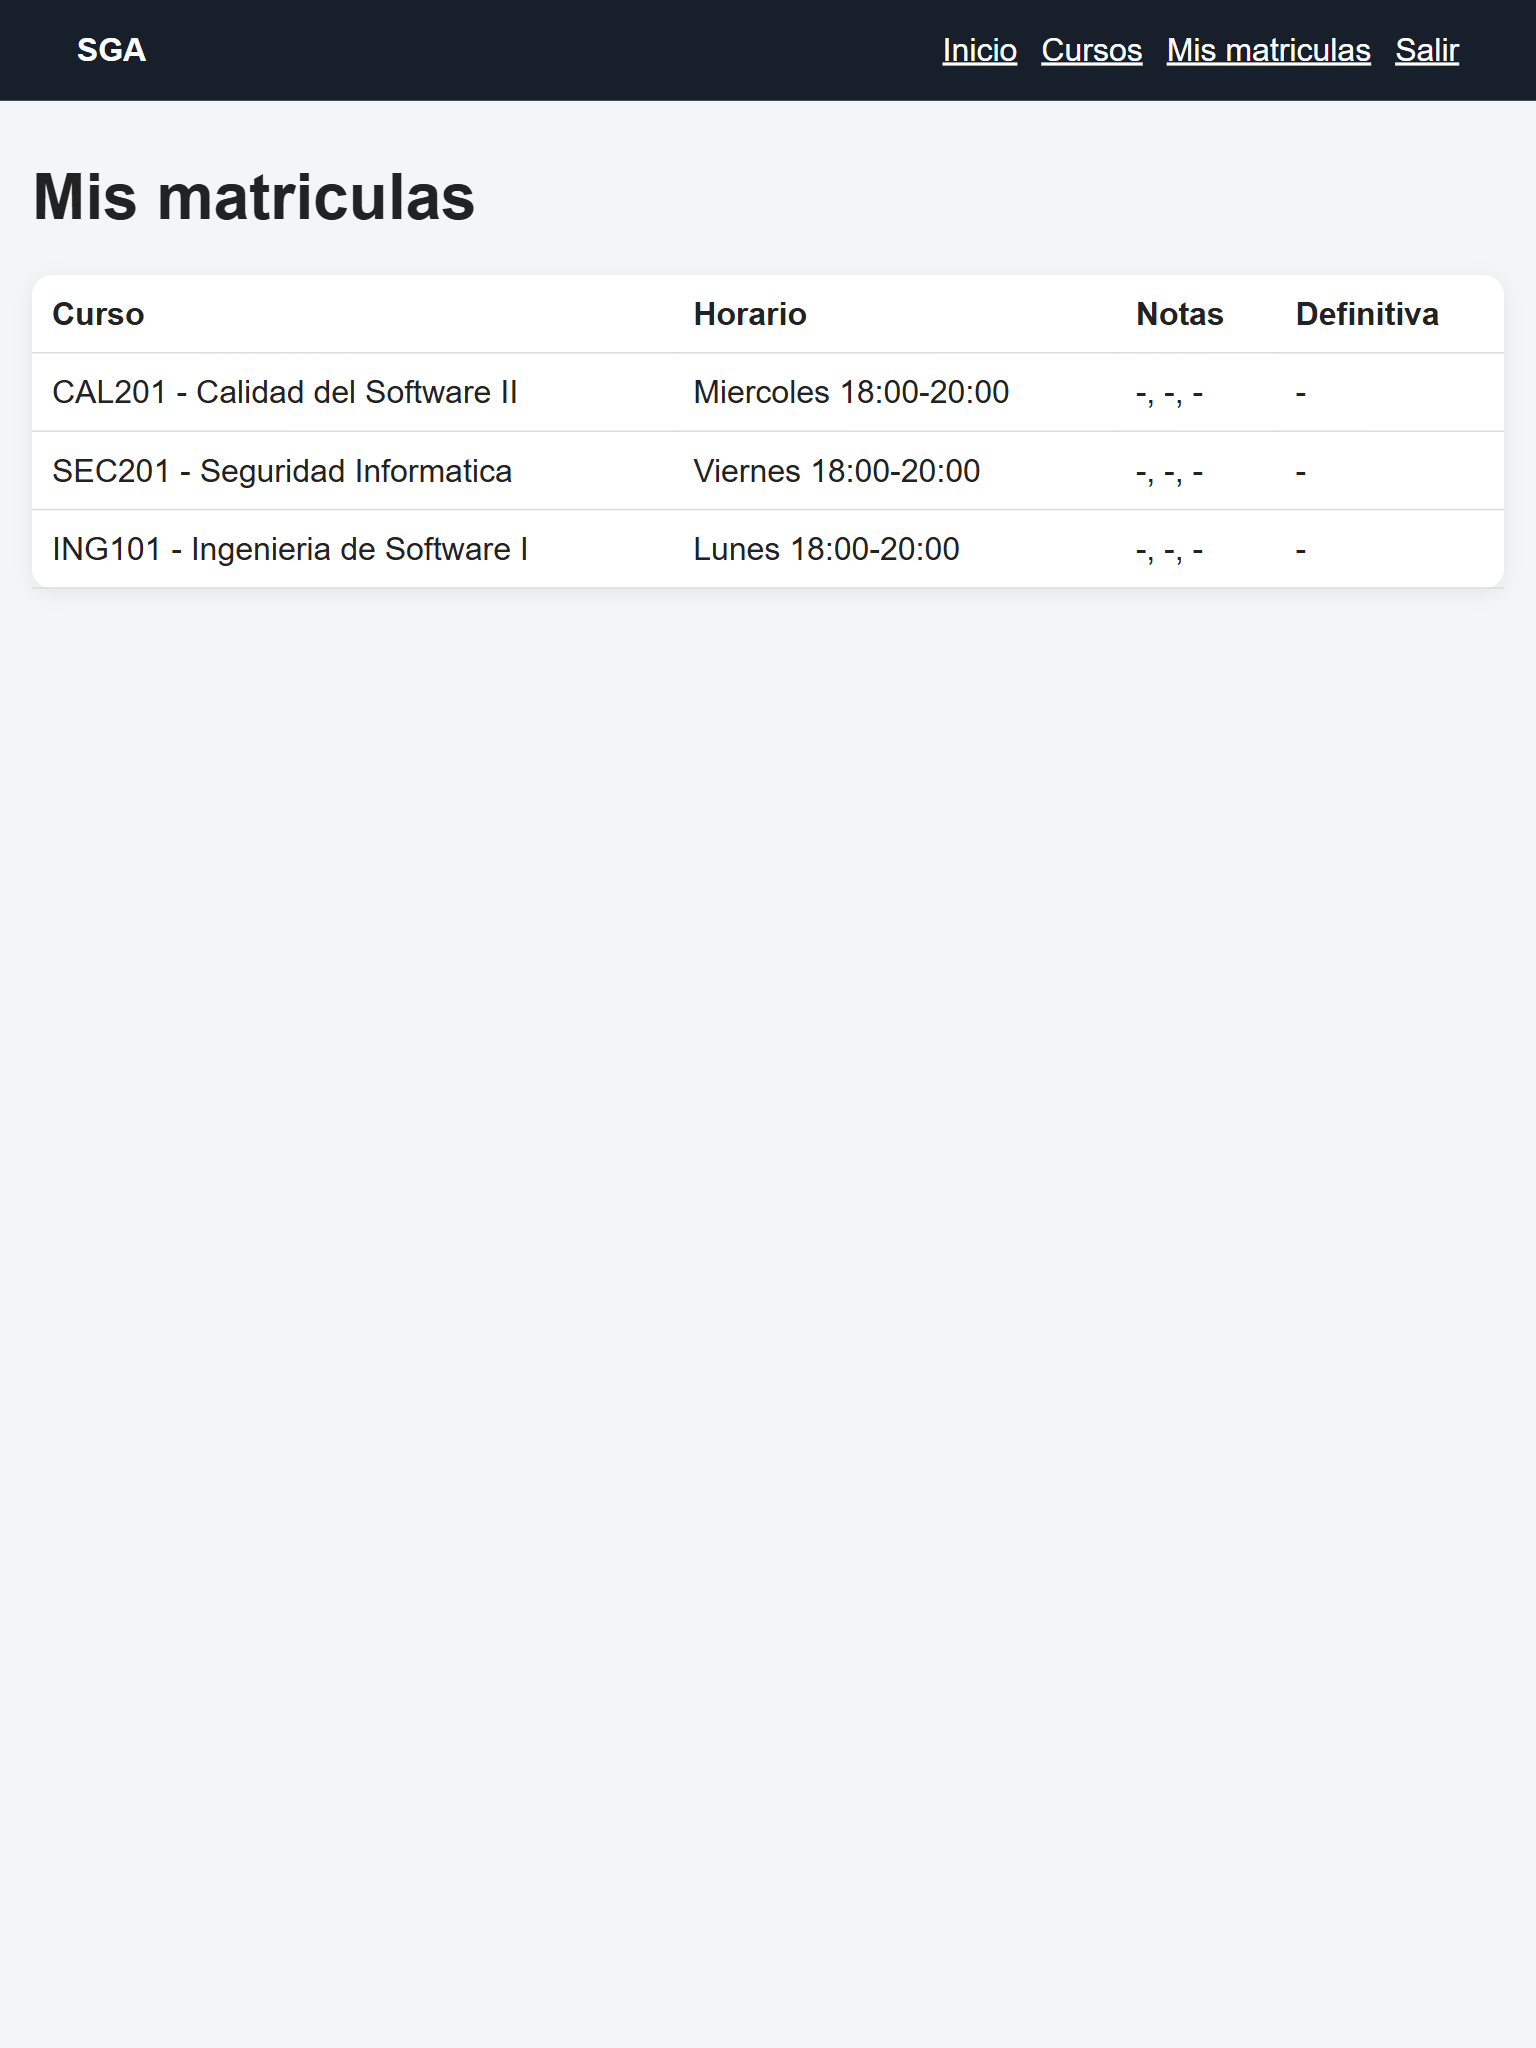 SGA Inicio Cursos Mis matriculas Salir
Mis matriculas
Curso Horario Notas Definitiva
CAL201 - Calidad del Software II Miercoles 18:00-20:00 -, -, - -
SEC201 - Seguridad Informatica Viernes 18:00-20:00 -, -, - -
ING101 - Ingenieria de Software I Lunes 18:00-20:00 -, -, - -